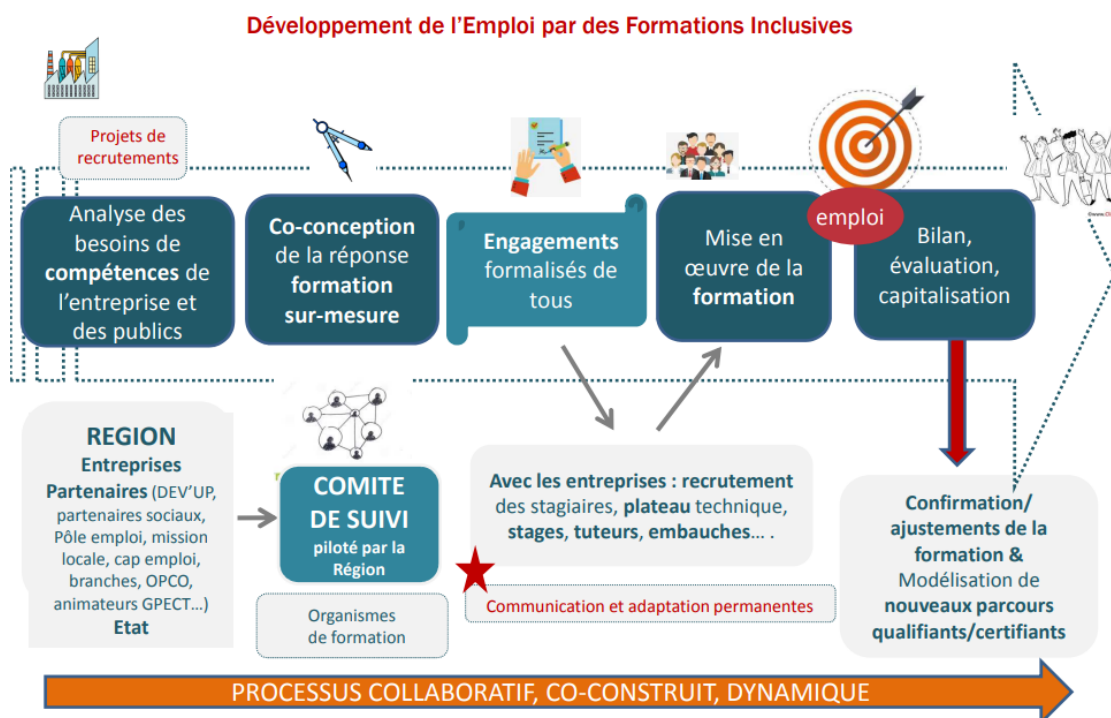 Développement de l'Emploi par des Formations Inclusives
Projets de
recrutements
Analyse des
besoins de
compétences de
l'entreprise et
des publics
Co-conception
de la réponse
formation
sur-mesure
Engagements
formalisés de
tous
Mise en
œuvre de la
formation
emploi
Bilan,
évaluation,
capitalisation
REGION
Entreprises
Partenaires (DEV'UP,
partenaires sociaux,
Pôle emploi, mission
locale, cap emploi,
branches, OPCO,
animateurs GPECT...)
Etat
COMITE
DE SUIVI
piloté par la
Région
Organismes
de formation
Avec les entreprises : recrutement
des stagiaires, plateau technique,
stages, tuteurs, embauches... .
Communication et adaptation permanentes
Confirmation/
ajustements de la
formation &
Modélisation de
nouveaux parcours
qualifiants/certifiants
PROCESSUS COLLABORATIF, CO-CONSTRUIT, DYNAMIQUE